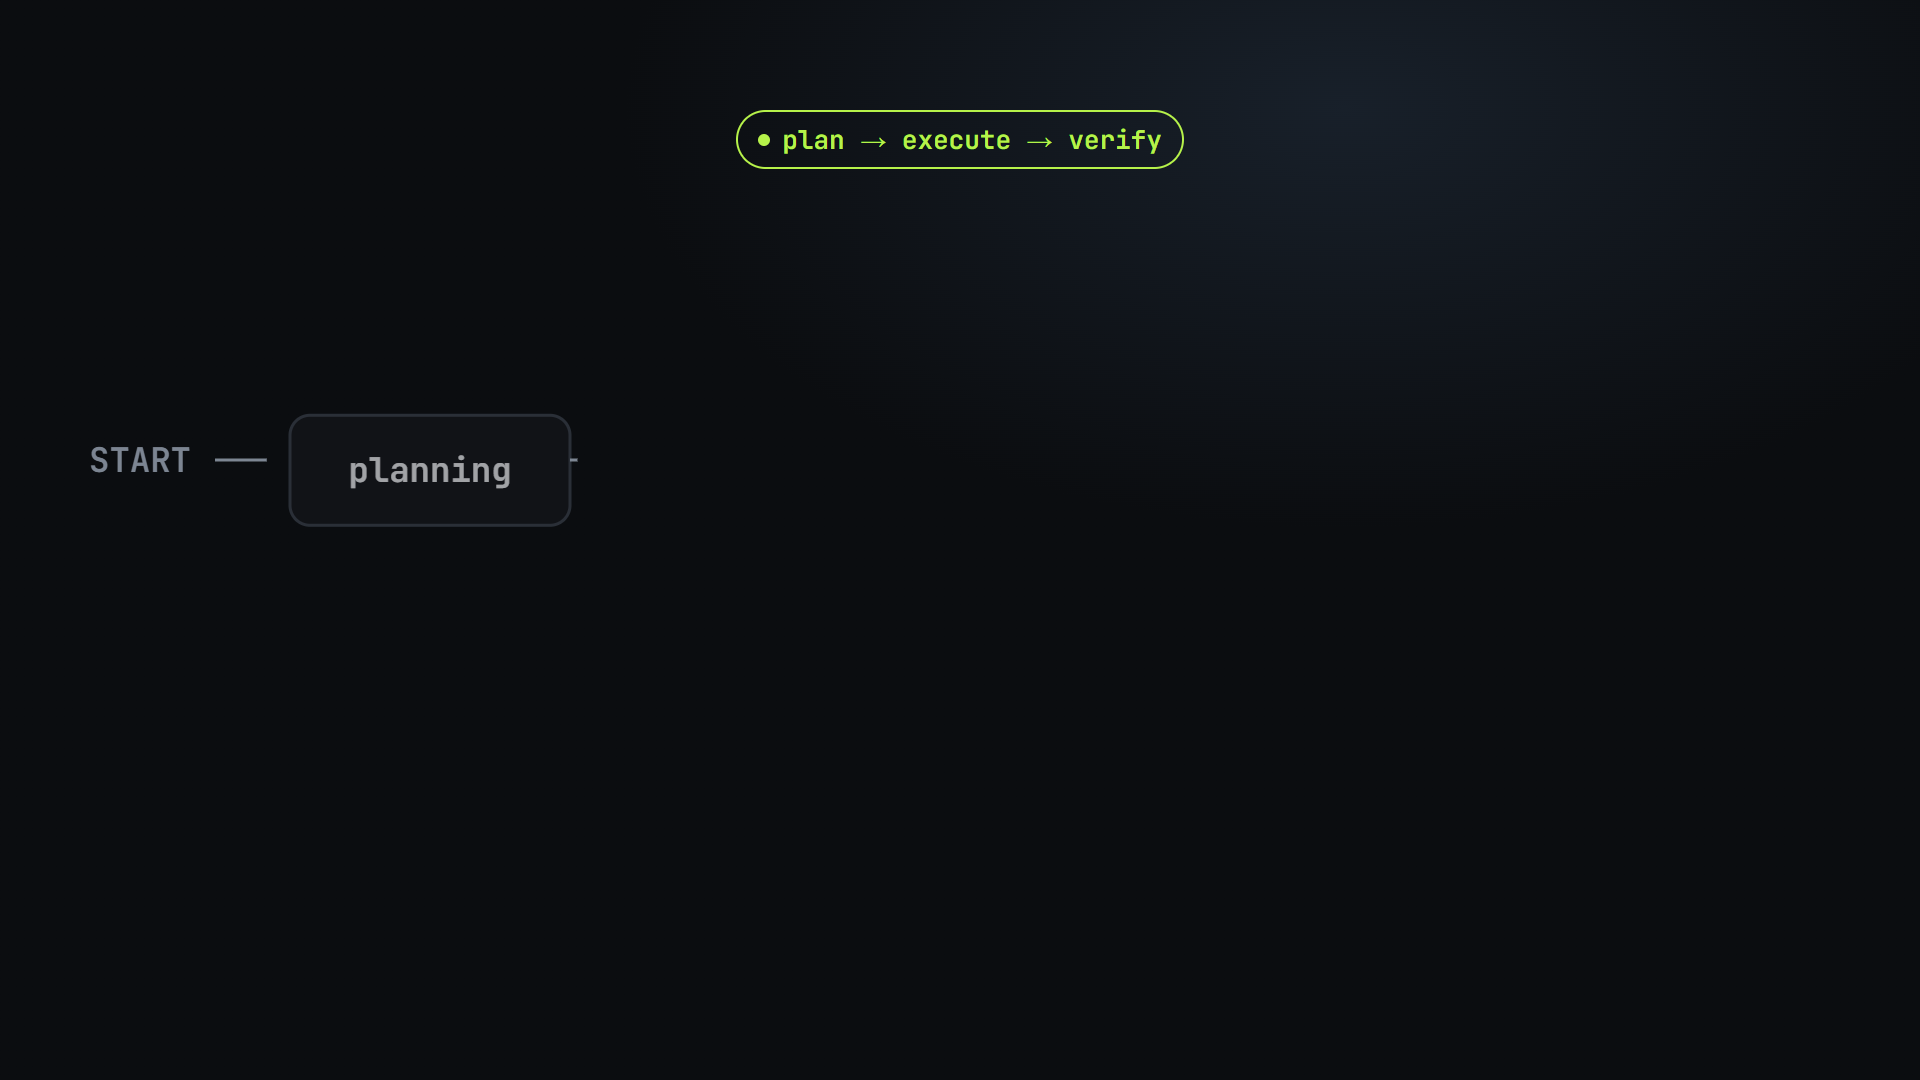 plan → execute → verify
START
planning